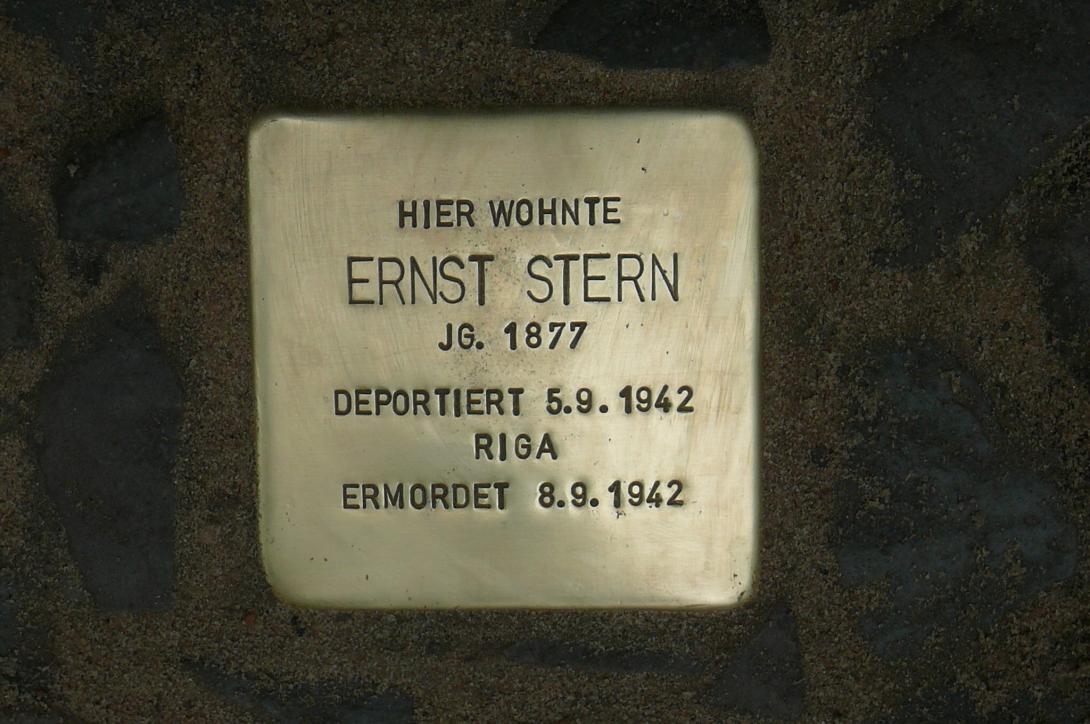 HIER WOHNTE
ERNST STERN
JG. 1877
DEPORTIERT 5.9.1942
RIGA
ERMORDET 8.9.1942